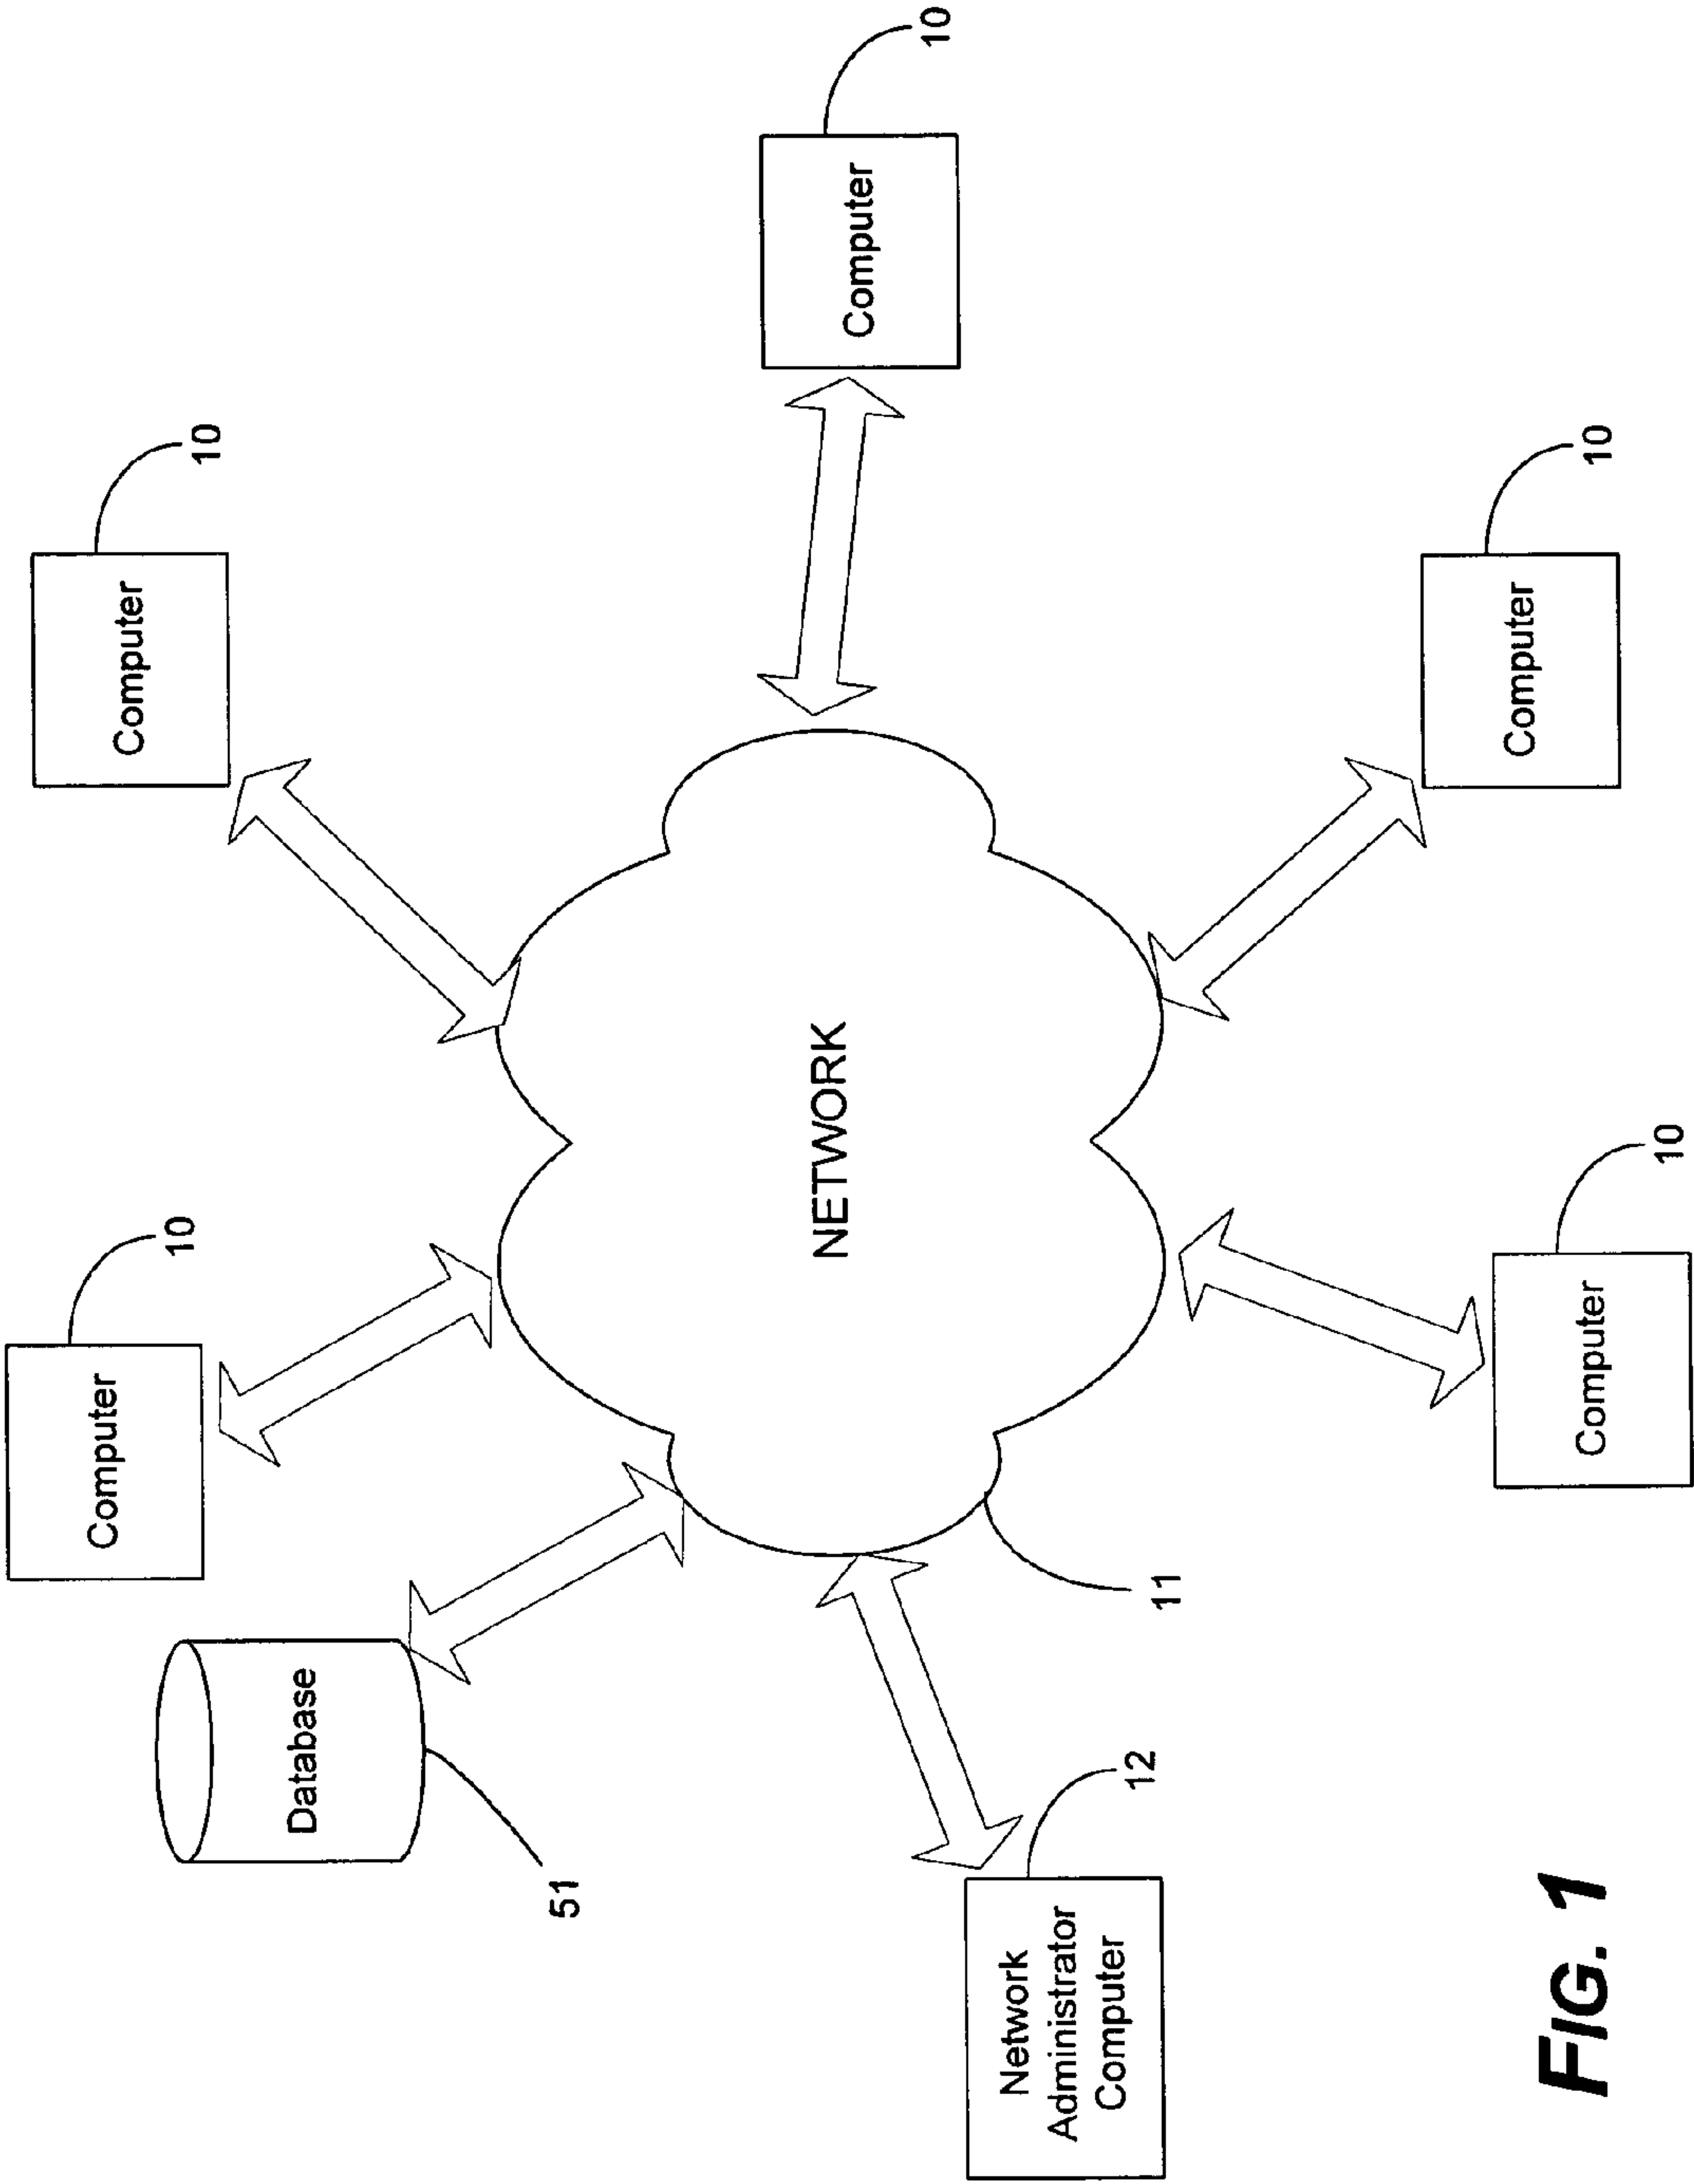 Computer
10
Computer
10
Database
51
NETWORK
Computer
10
11
Network
Administrator
Computer
12
Computer
10
Computer
10
FIG. 1